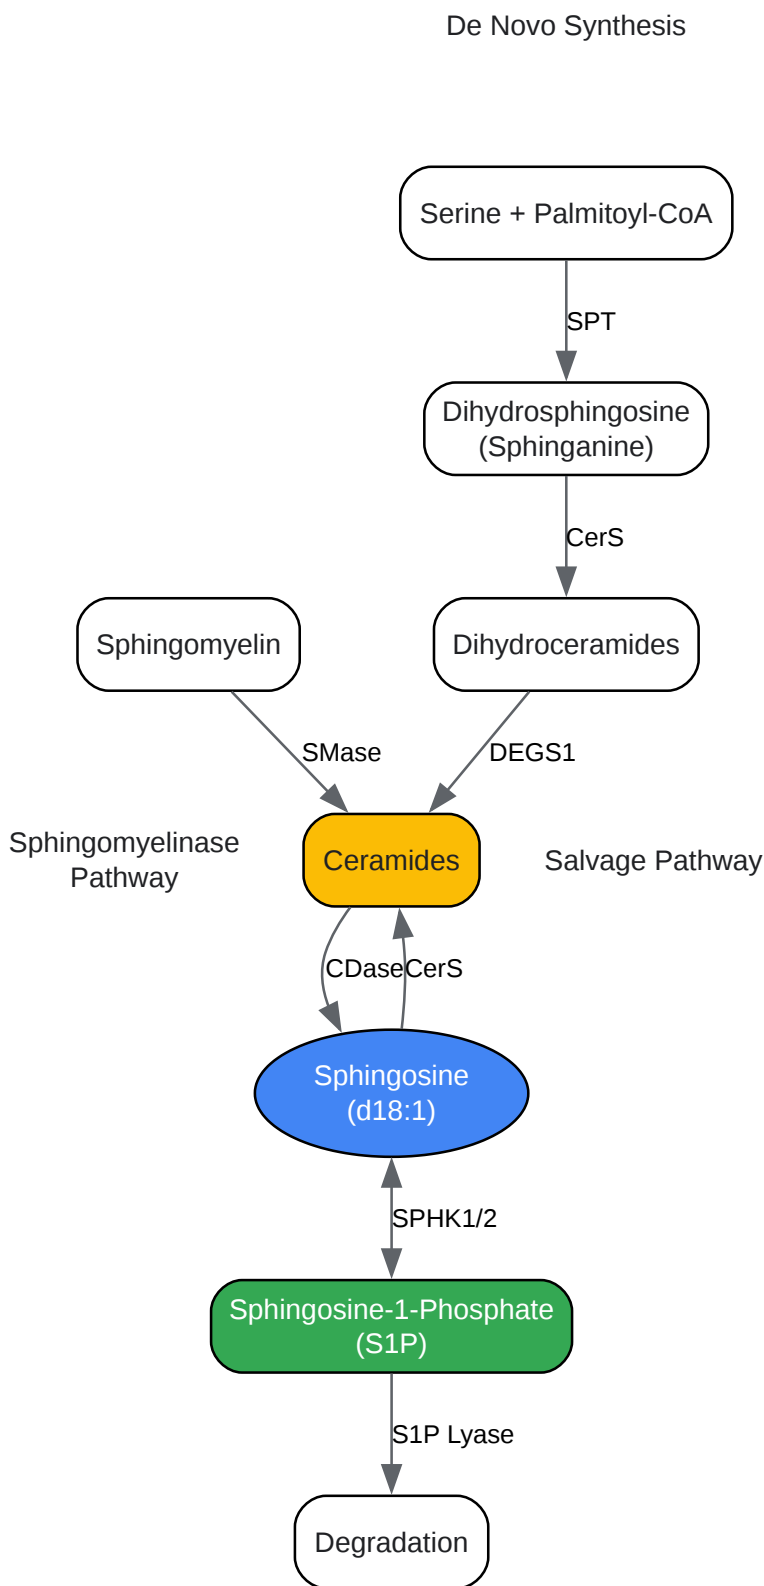 De Novo Synthesis
Serine + Palmitoyl-CoA
SPT
Dihydrosphingosine
(Sphinganine)
CerS
Sphingomyelin
Dihydroceramides
SMase
DEGS1
Sphingomyelinase
Pathway
Ceramides
Salvage Pathway
CDase
CerS
Sphingosine
(d18:1)
SPHK1/2
Sphingosine-1-Phosphate
(S1P)
S1P Lyase
Degradation